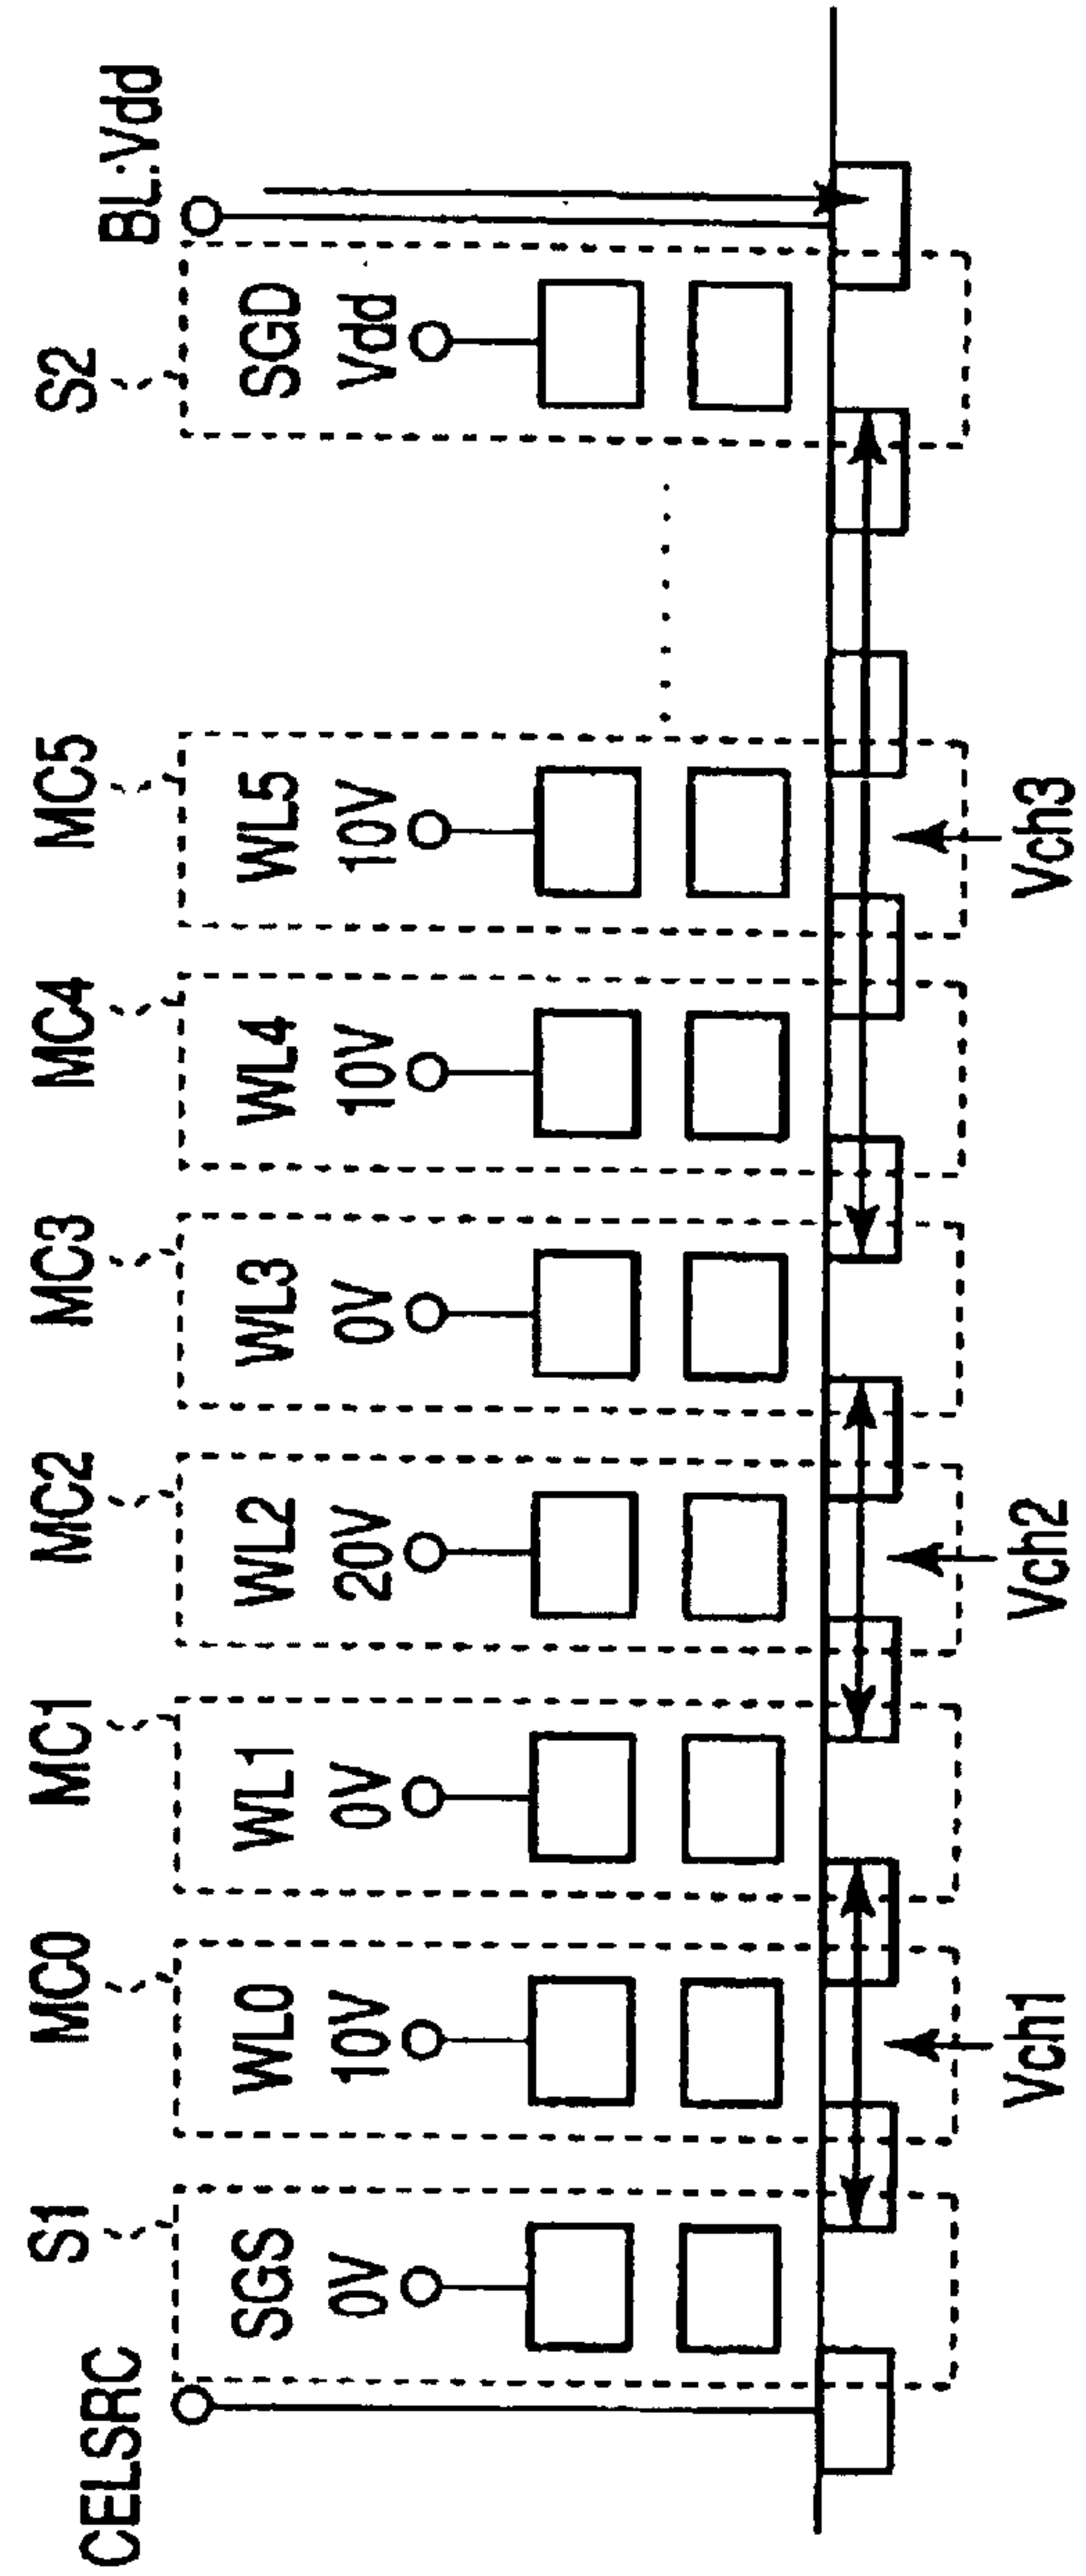 CELSRC
S1
MC0
MC1
MC2
MC3
MC4
MC5
S2
BL:Vdd
SGS
WL0
WL1
WL2
WL3
WL4
WL5
SGD
0V
10V
0V
20V
0V
10V
10V
Vdd
Vch1
Vch2
Vch3